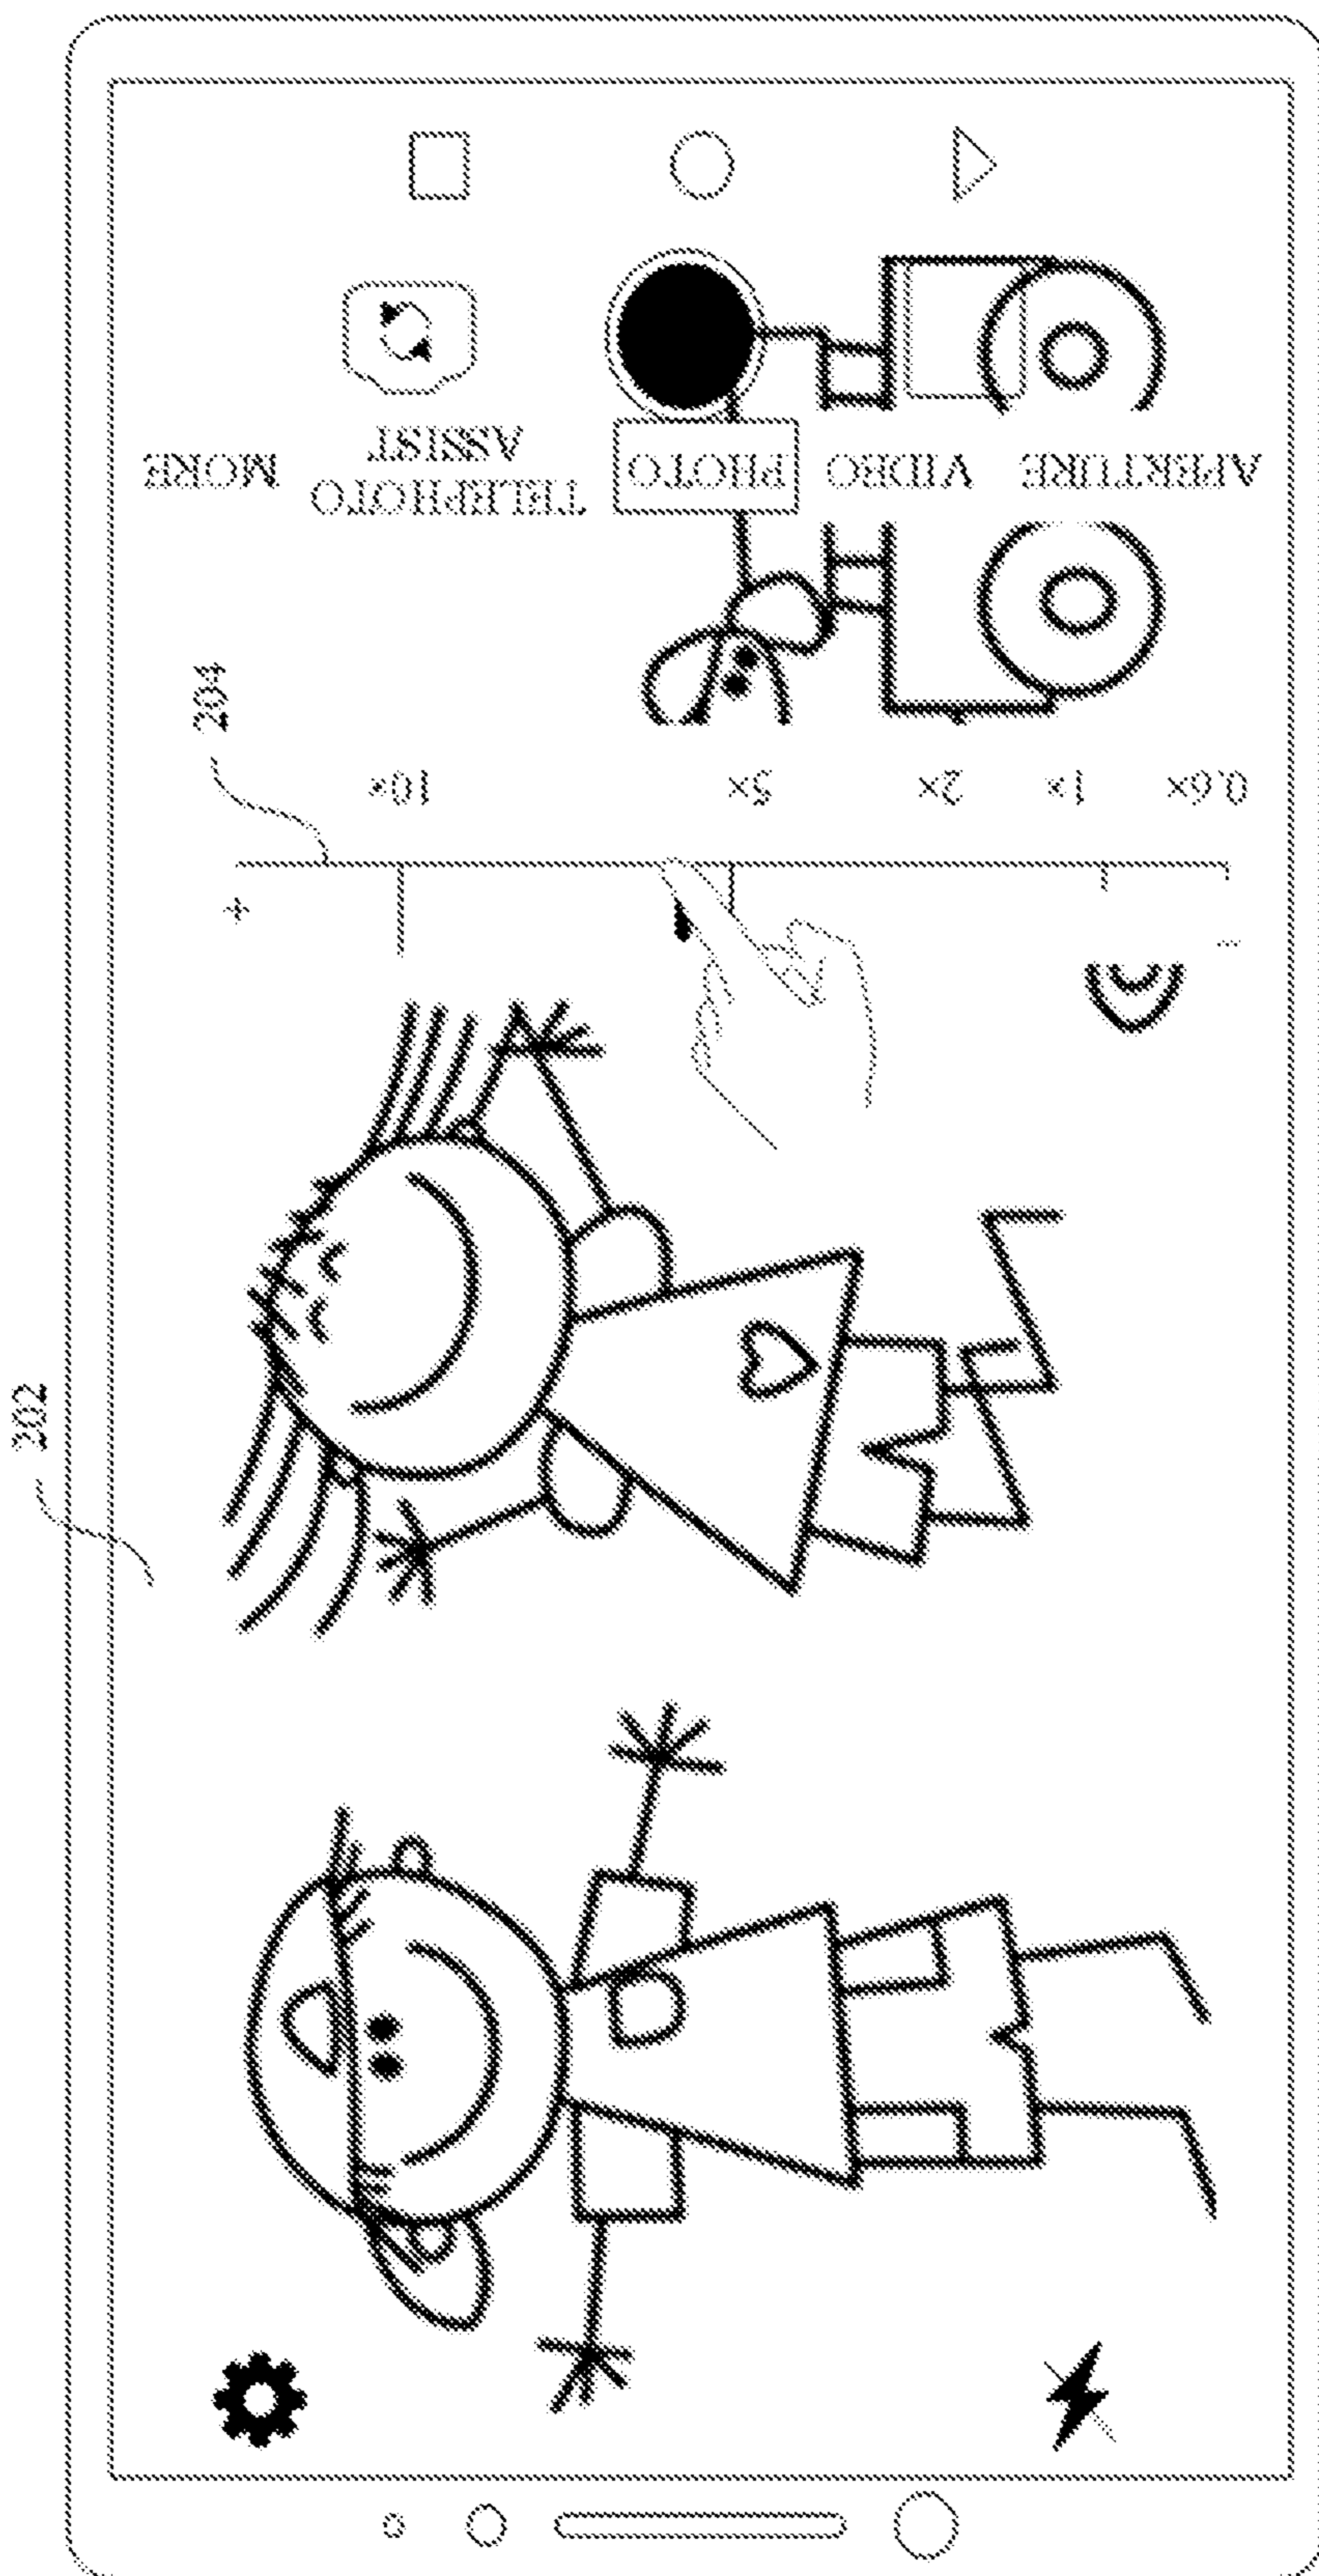 202
204
+
-
10×
5×
2×
1×
0.6×
MORE
TELEPHOTO
ASSIST
PHOTO
VIDEO
APERTURE